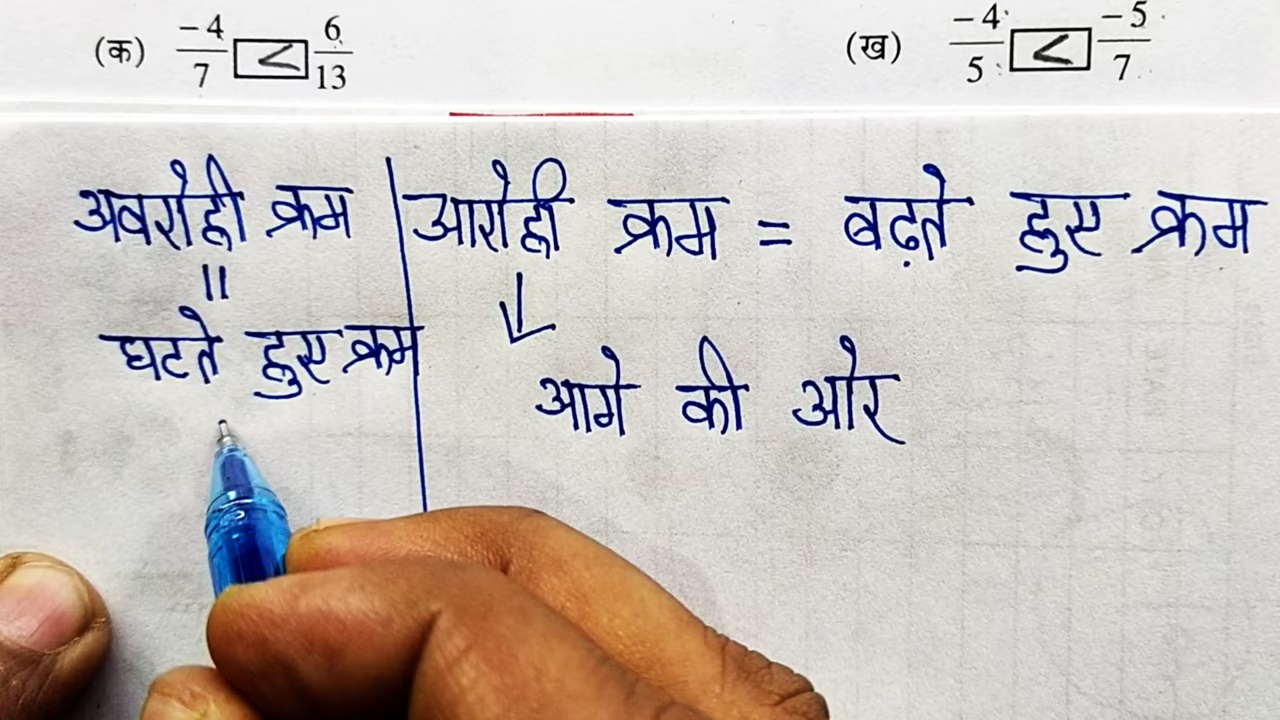 (क) -4/7 < 6/13 (ख) -4/5 < -5/7
अवरोही क्रम
||
घटते हुए क्रम
आरोही क्रम = बढ़ते हुए क्रम
↓
आगे की ओर